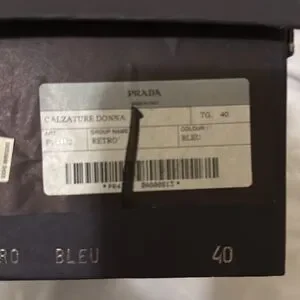 PRADA
CALZATURE DONNA TG. 40
ART. GROUP NAME COLOUR
RETRO' BLEU
RO BLEU 40